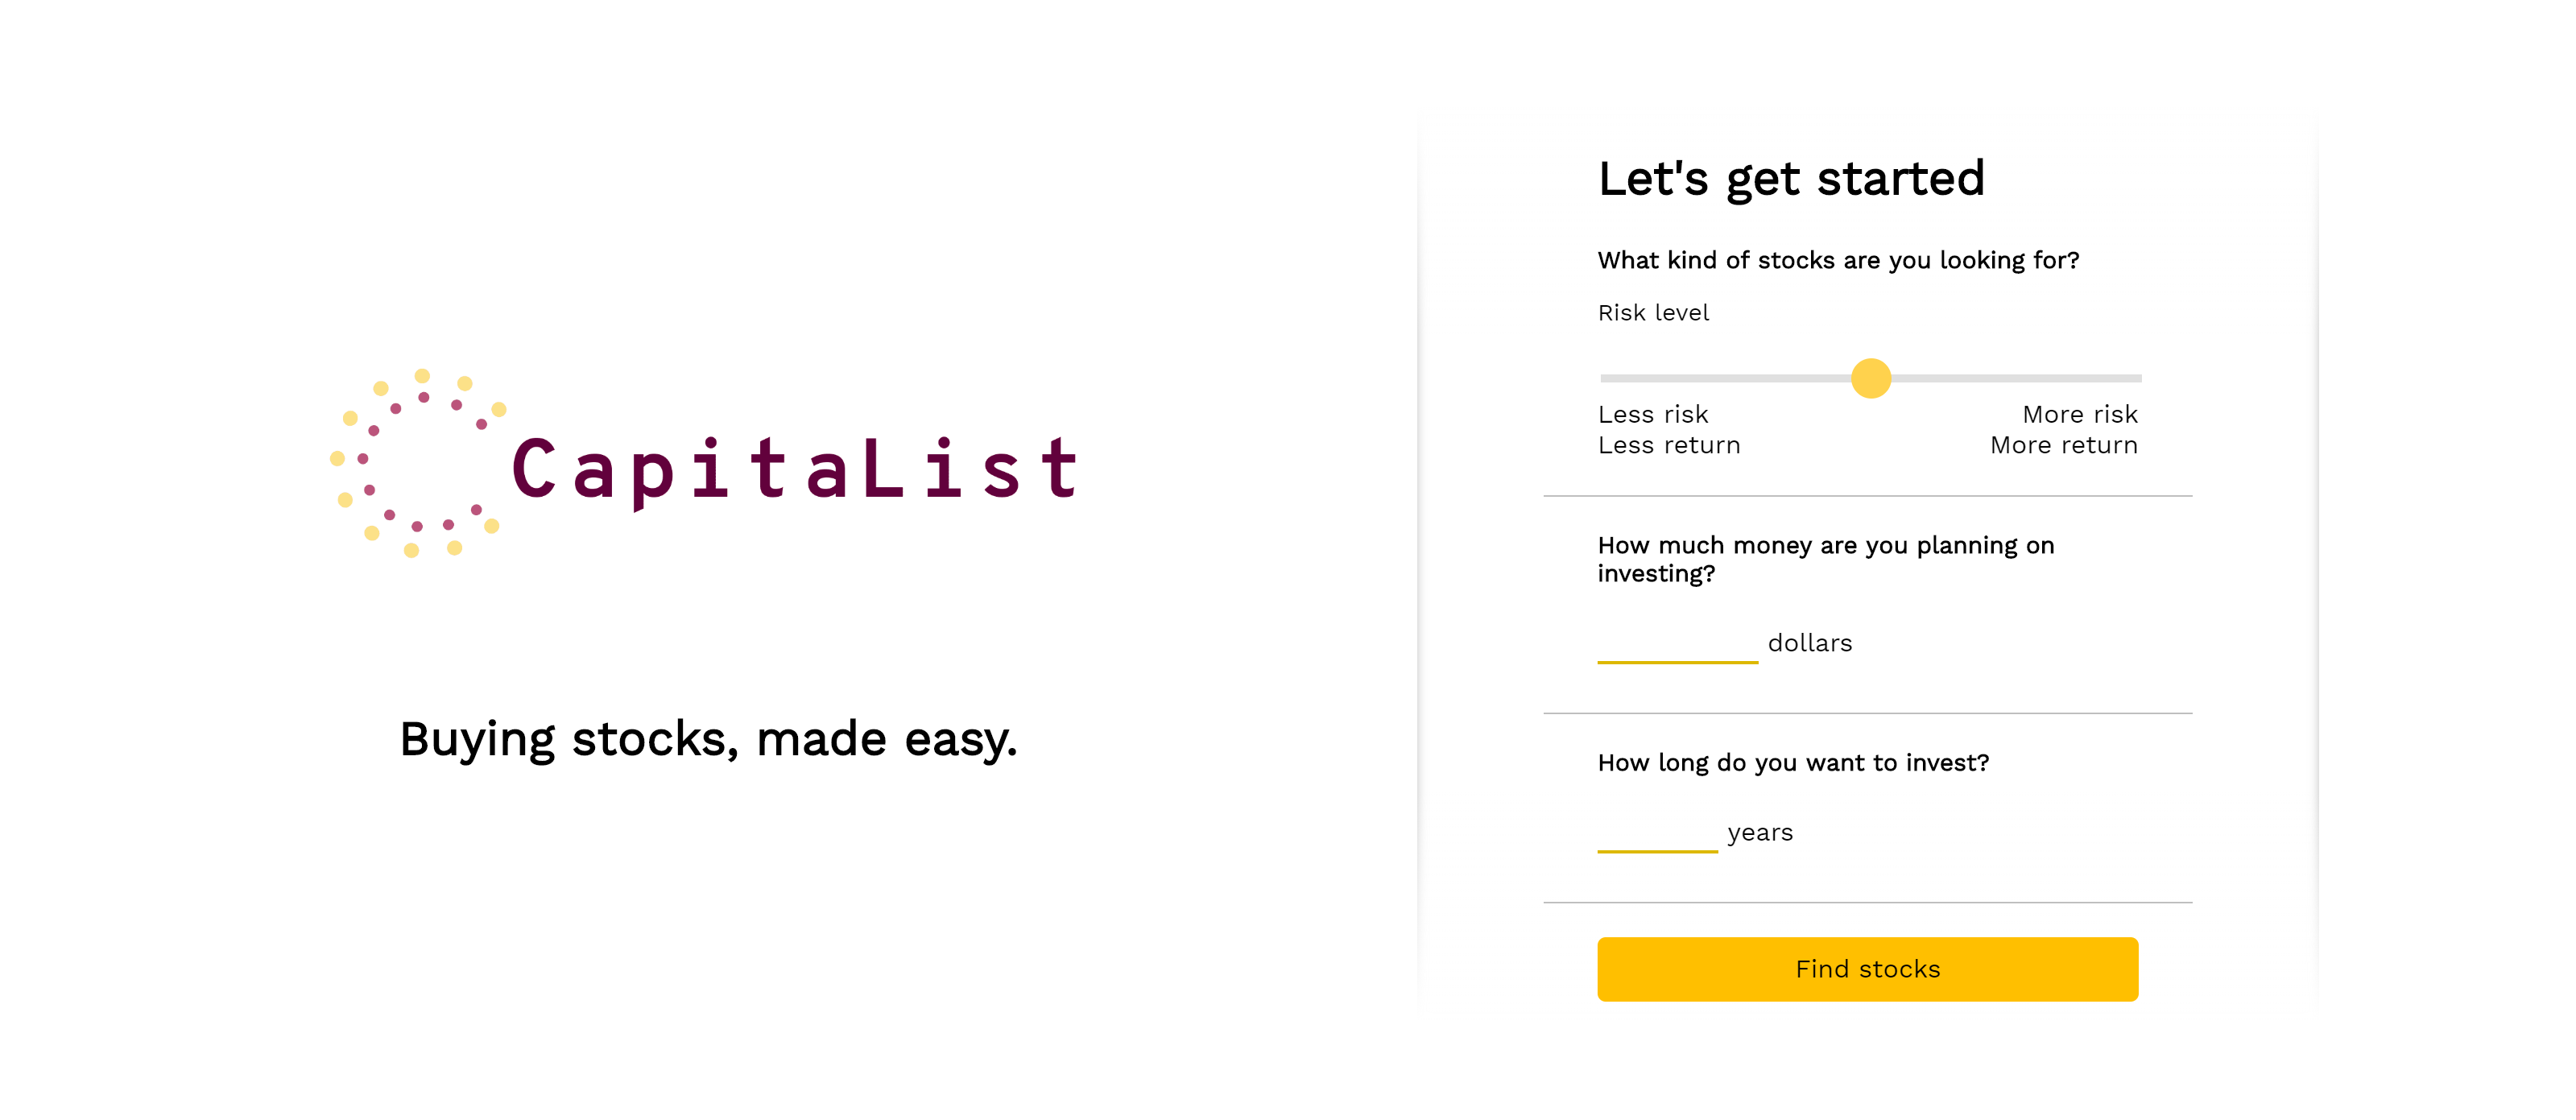 CapitaList
Buying stocks, made easy.
Let's get started
What kind of stocks are you looking for?
Risk level
Less risk
Less return
More risk
More return
How much money are you planning on
investing?
dollars
How long do you want to invest?
years
Find stocks